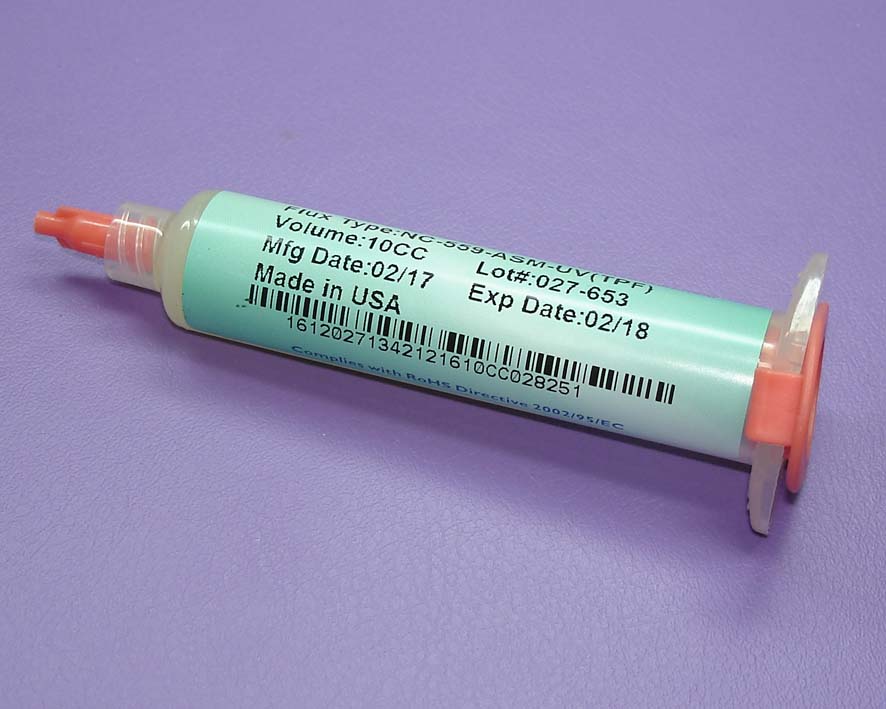 Flux Type:NC-559-ASM-UV(TPF)
Volume:10CC Lot#:027-653
Mfg Date:02/17 Exp Date:02/18
Made in USA
16120271342121610CC028251
Complies with RoHS Directive 2002/95/EC